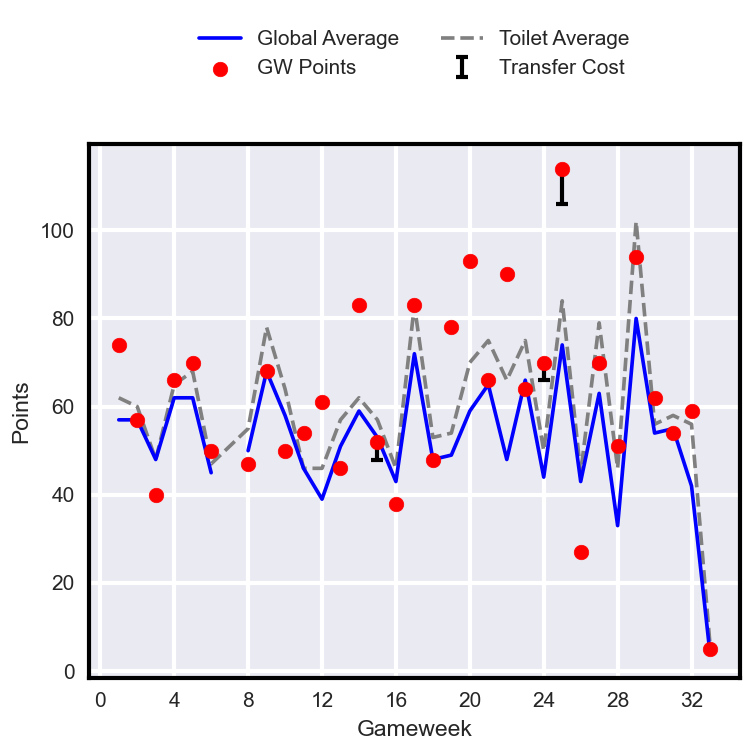 Global Average
GW Points
Toilet Average
Transfer Cost
Points
100
80
60
40
20
0
0 4 8 12 16 20 24 28 32
Gameweek